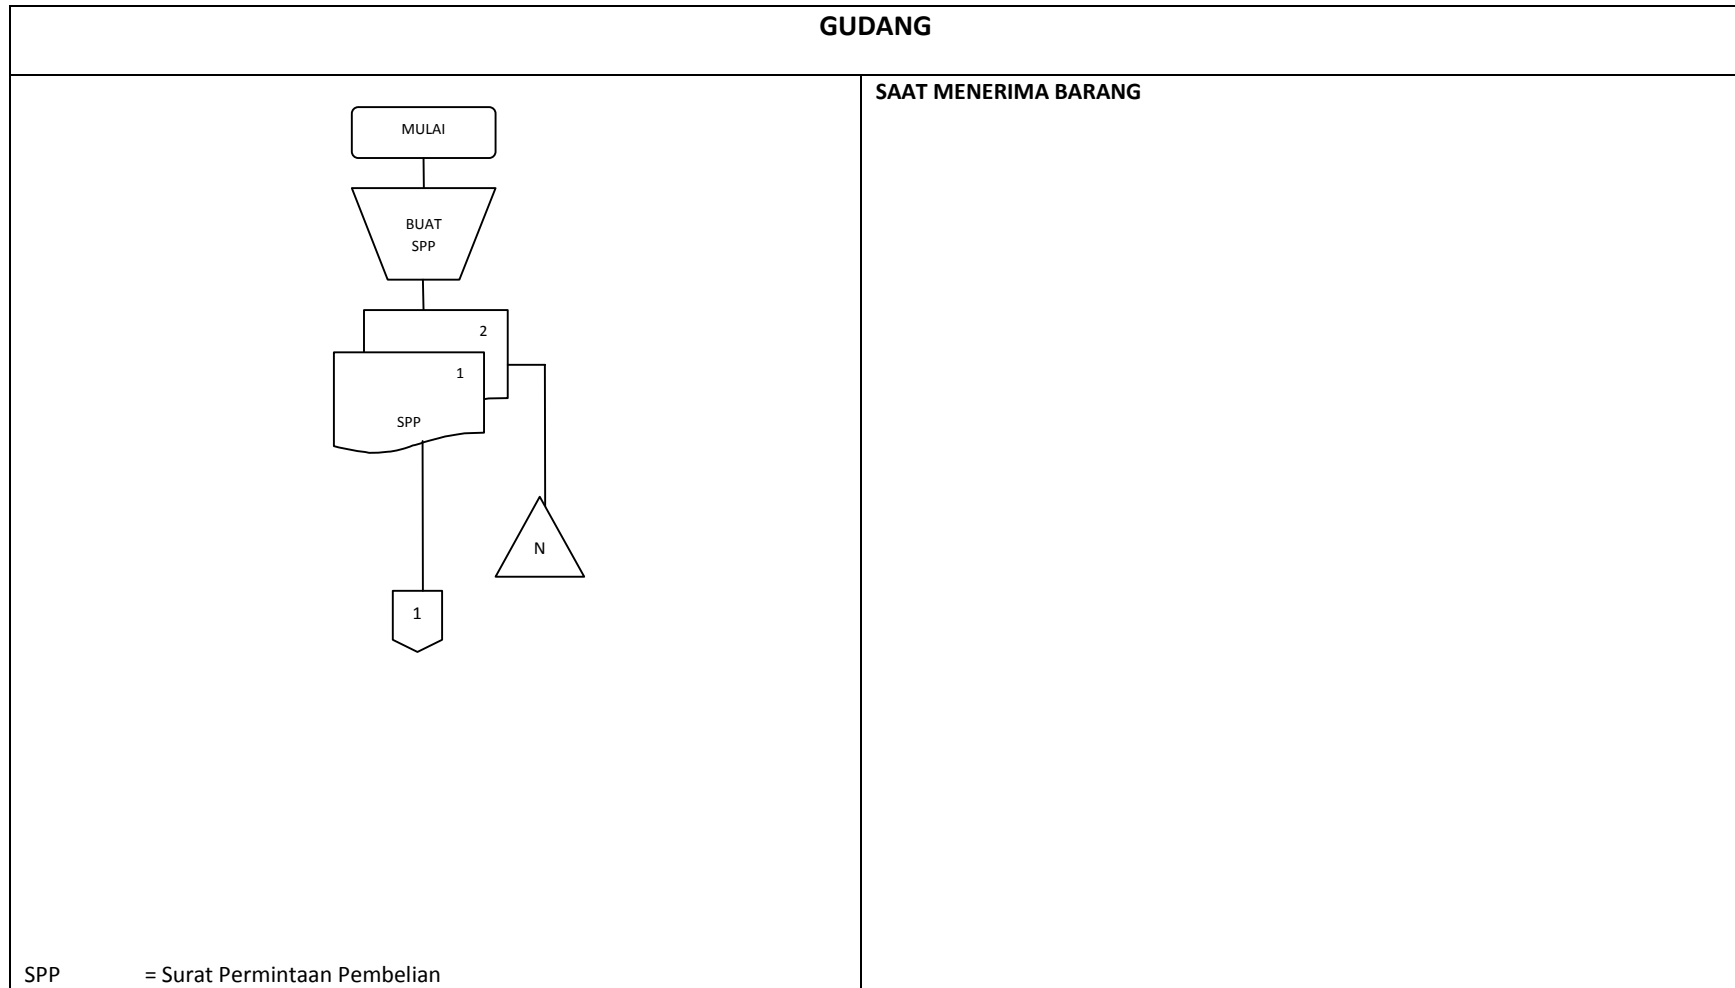 GUDANG
MULAI
BUAT
SPP
2
1
SPP
N
1
SPP = Surat Permintaan Pembelian
SAAT MENERIMA BARANG